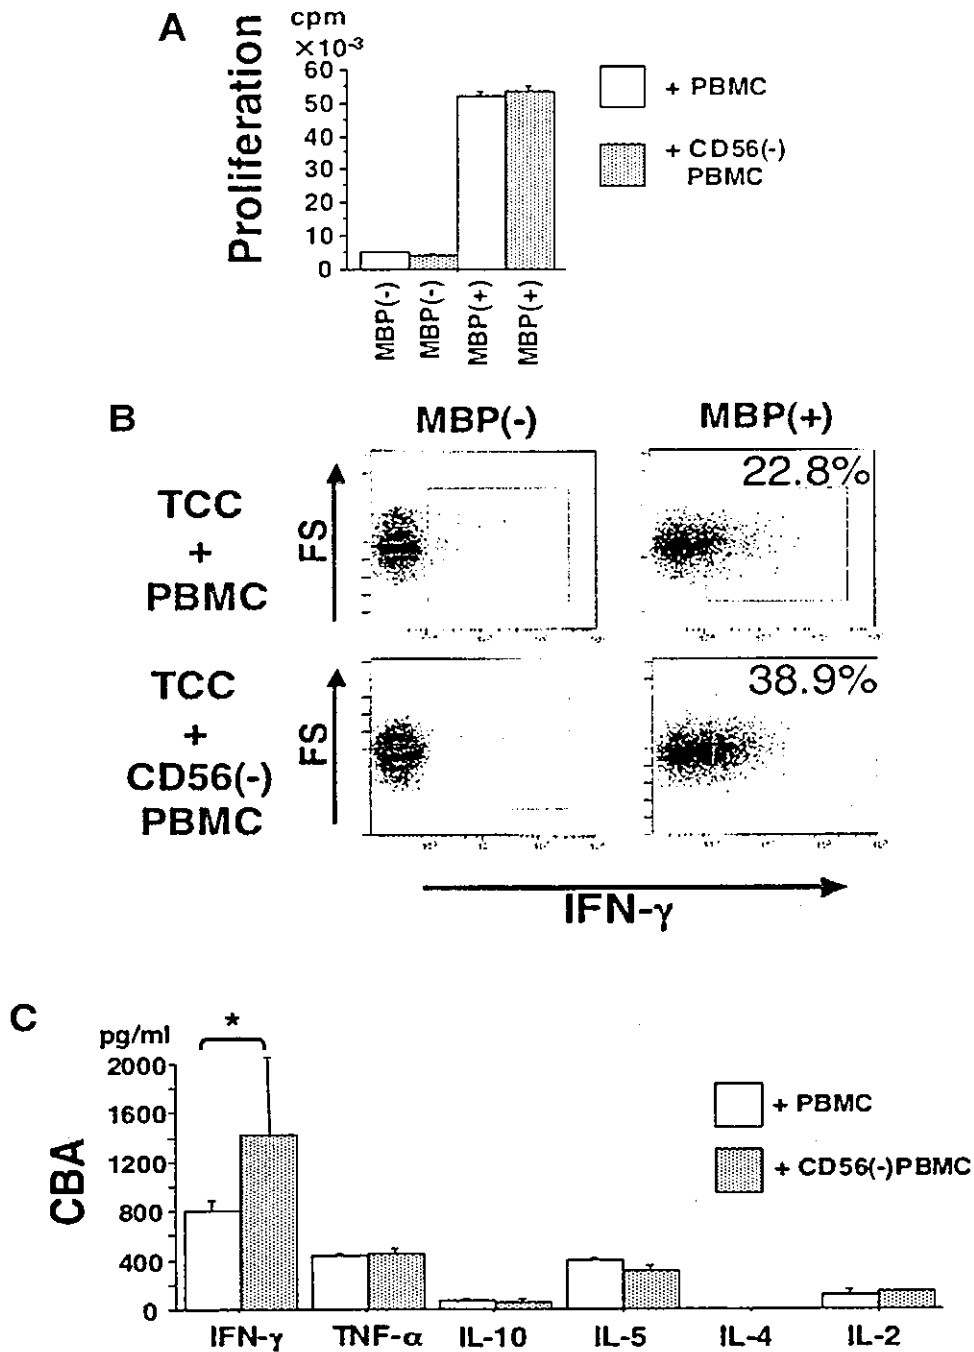 A
cpm
×10-3
Proliferation
60
50
40
30
20
10
0
MBP(-)
MBP(-)
MBP(+)
MBP(+)
+ PBMC
+ CD56(-)
PBMC
B
MBP(-)
MBP(+)
TCC
+
PBMC
FS
22.8%
TCC
+
CD56(-)
PBMC
FS
38.9%
IFN-γ
C
*
pg/ml
CBA
2000
1600
1200
800
400
0
IFN-γ
TNF-α
IL-10
IL-5
IL-4
IL-2
+ PBMC
+ CD56(-)PBMC